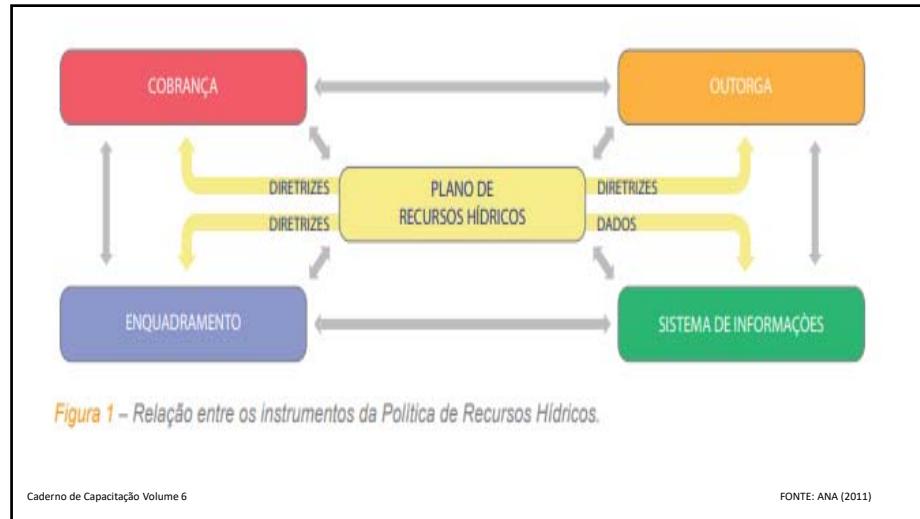 COBRANÇA
OUTORGA
DIRETRIZES
PLANO DE
RECURSOS HÍDRICOS
DIRETRIZES
DIRETRIZES
DADOS
ENQUADRAMENTO
SISTEMA DE INFORMAÇÒES
Figura 1 – Relação entre os instrumentos da Política de Recursos Hídricos.
Caderno de Capacitação Volume 6
FONTE: ANA (2011)